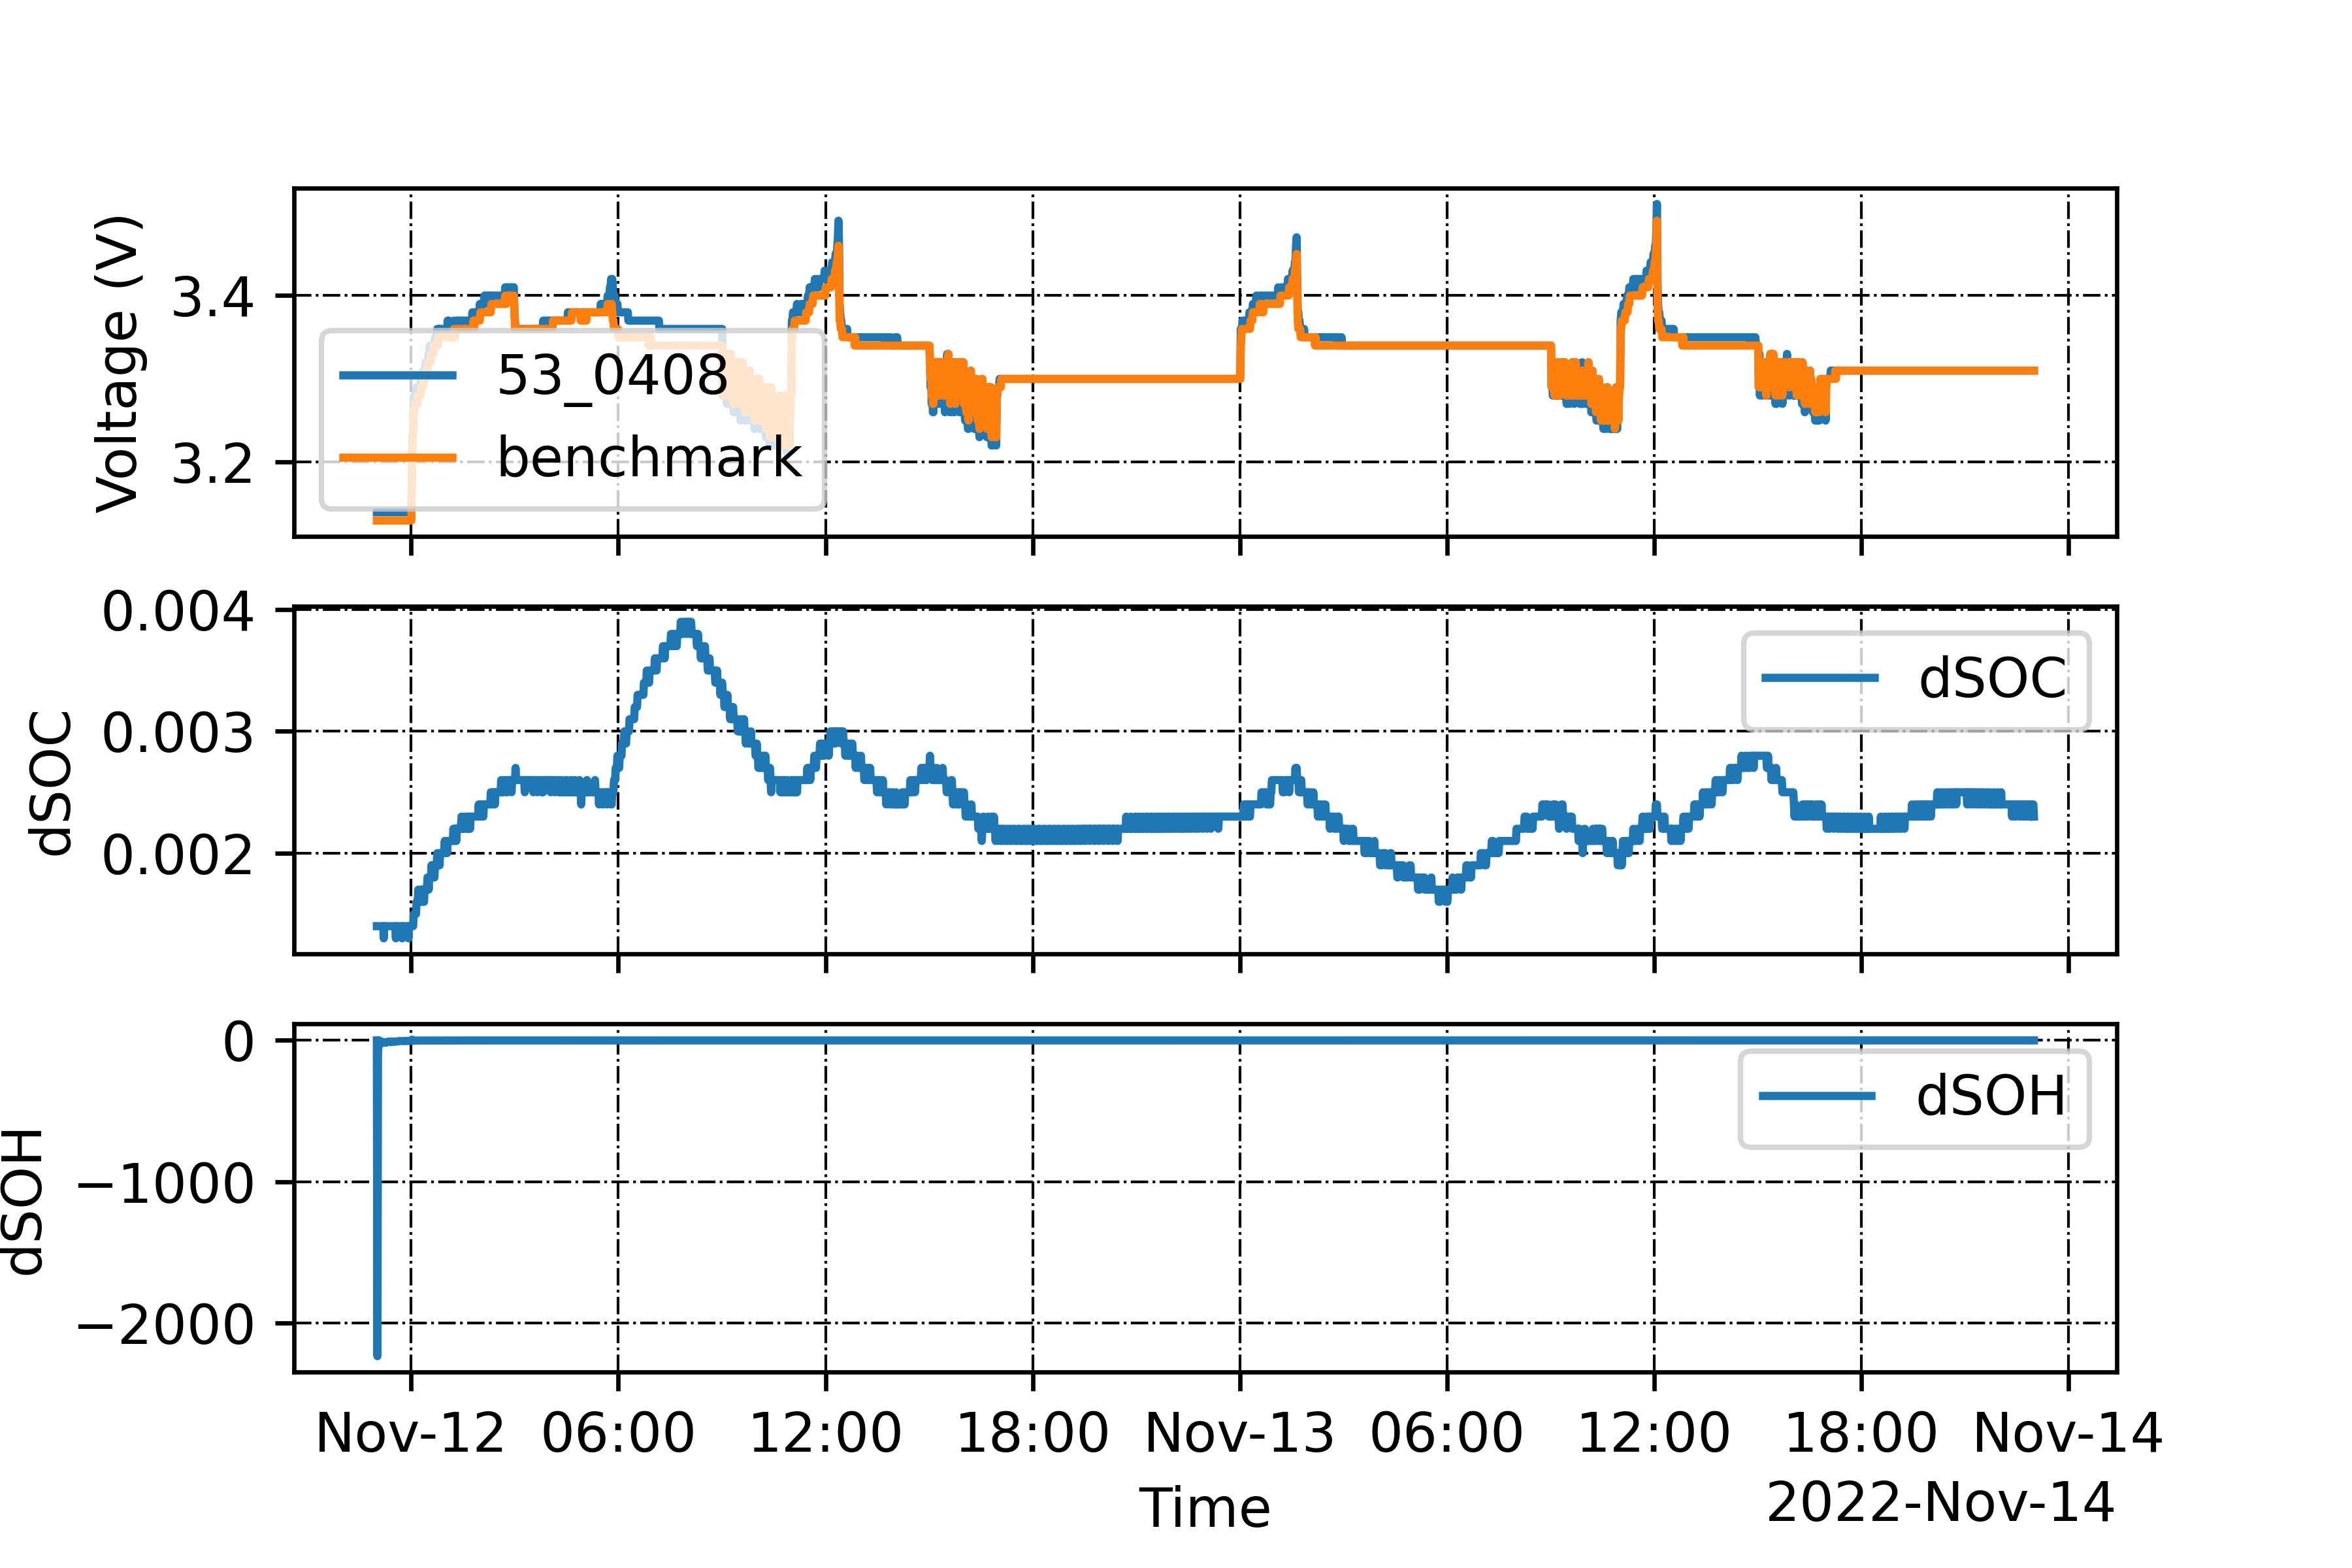 Voltage (V)
3.4
3.2
53_0408
benchmark
dSOC
0.004
0.003
0.002
dSOC
dSOH
0
−1000
−2000
dSOH
Nov-12 06:00 12:00 18:00 Nov-13 06:00 12:00 18:00 Nov-14
Time
2022-Nov-14